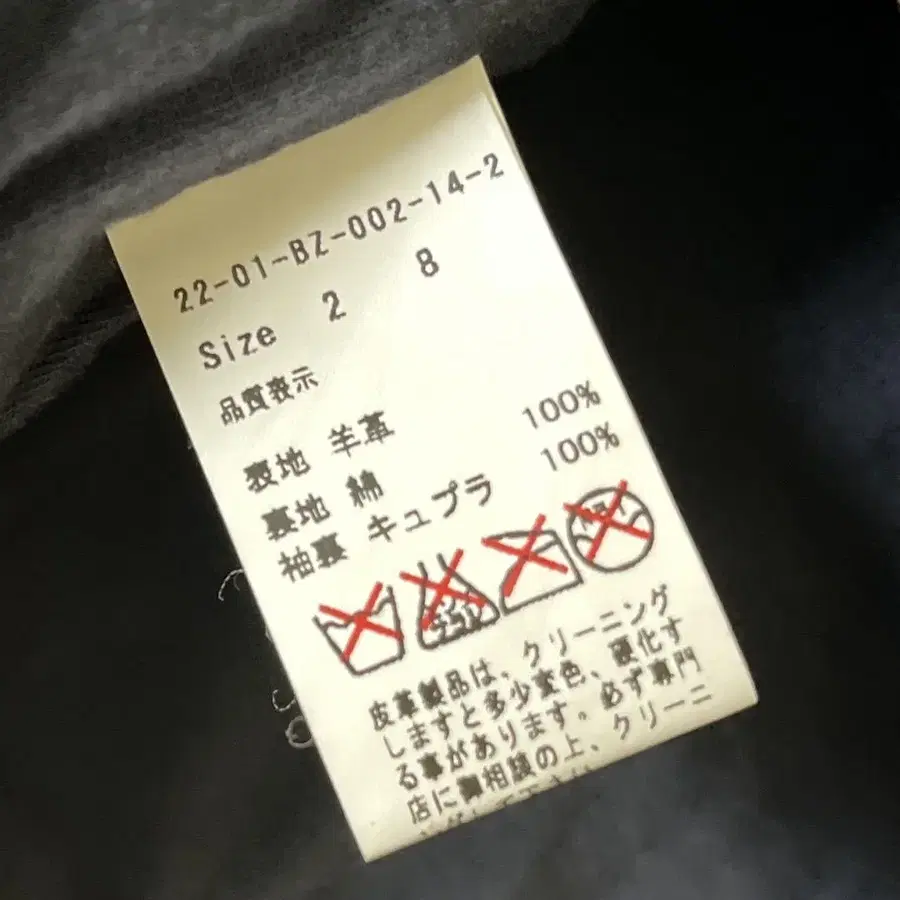 22-01-BZ-002-14-2
Size 2 8
品質表示
表地 羊革
裏地 綿 100%
袖裏 キュプラ 100%
皮革製品は、クリーニング
しますと多少変色、硬化す
る事があります。必ず専門
店に御相談の上、クリーニ